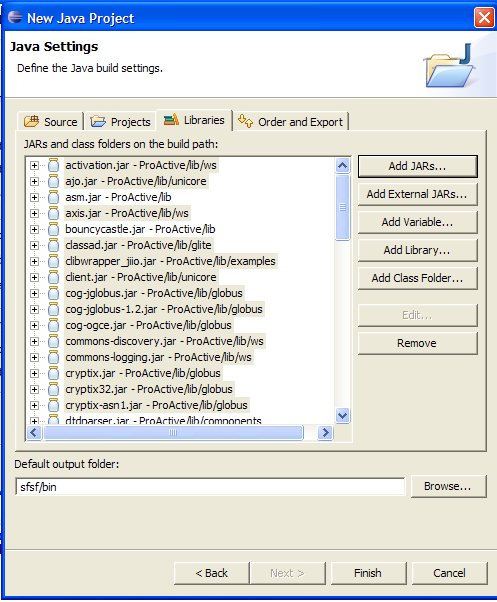 New Java Project
Java Settings
Define the Java build settings.
Source Projects Libraries Order and Export
JARs and class folders on the build path:
activation.jar - ProActive/lib/ws
ajo.jar - ProActive/lib/unicore
asm.jar - ProActive/lib
axis.jar - ProActive/lib/ws
bouncycastle.jar - ProActive/lib
classad.jar - ProActive/lib/glite
clibwrapper_jiio.jar - ProActive/lib/examples
client.jar - ProActive/lib/unicore
cog-jglobus.jar - ProActive/lib/globus
cog-jglobus-1.2.jar - ProActive/lib/globus
cog-ogce.jar - ProActive/lib/globus
commons-discovery.jar - ProActive/lib/ws
commons-logging.jar - ProActive/lib/ws
cryptix.jar - ProActive/lib/globus
cryptix32.jar - ProActive/lib/globus
cryptix-asn1.jar - ProActive/lib/globus
dtdparser.jar - ProActive/lib/components
Add JARs...
Add External JARs...
Add Variable...
Add Library...
Add Class Folder...
Edit...
Remove
Default output folder:
sfsf/bin
Browse...
< Back Next > Finish Cancel